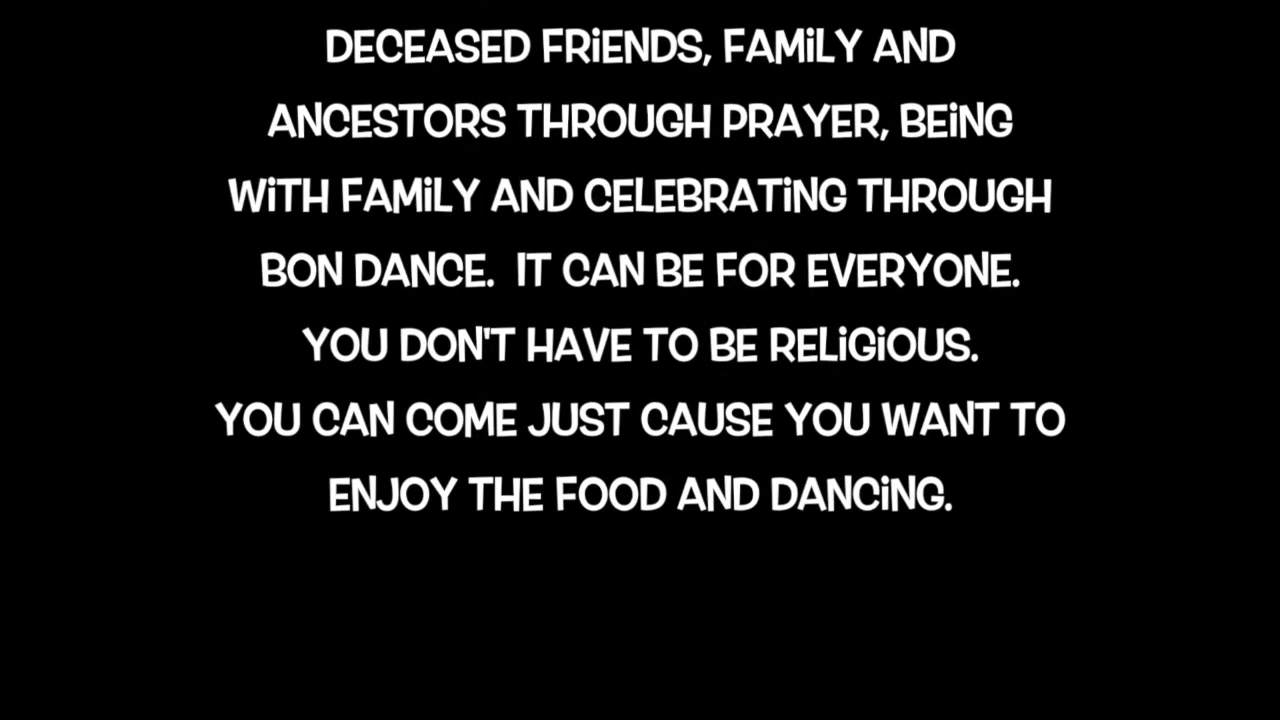 DECEASED FRiENDS, FAMiLY AND
ANCESTORS THROUGH PRAYER, BEiNG
WiTH FAMiLY AND CELEBRATiNG THROUGH
BON DANCE.  IT CAN BE FOR EVERYONE.
YOU DON'T HAVE TO BE RELiGiOUS.
YOU CAN COME JUST CAUSE YOU WANT TO
ENJOY THE FOOD AND DANCiNG.